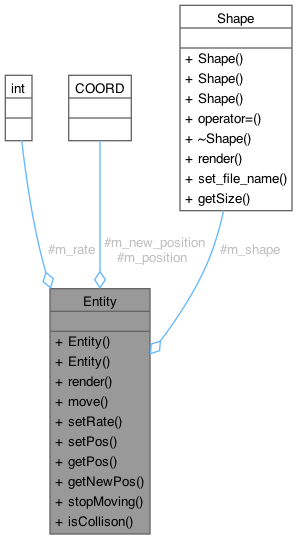 Shape
+ Shape()
+ Shape()
+ Shape()
+ operator=()
+ ~Shape()
+ render()
+ set_file_name()
+ getSize()
int
COORD
#m_rate
#m_new_position
#m_position
#m_shape
Entity
+ Entity()
+ Entity()
+ render()
+ move()
+ setRate()
+ setPos()
+ getPos()
+ getNewPos()
+ stopMoving()
+ isCollison()